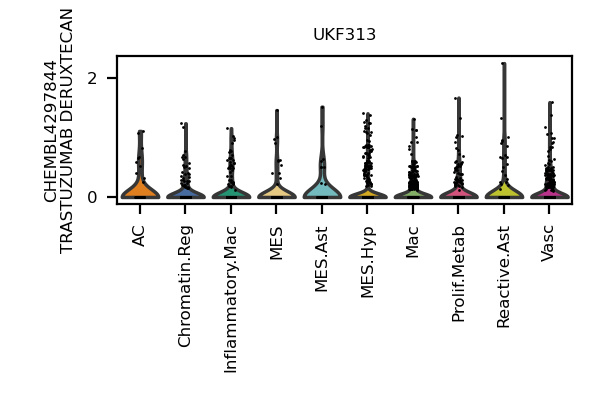 UKF313
CHEMBL4297844
TRASTUZUMAB DERUXTECAN
2
0
AC
Chromatin.Reg
Inflammatory.Mac
MES
MES.Ast
MES.Hyp
Mac
Prolif.Metab
Reactive.Ast
Vasc